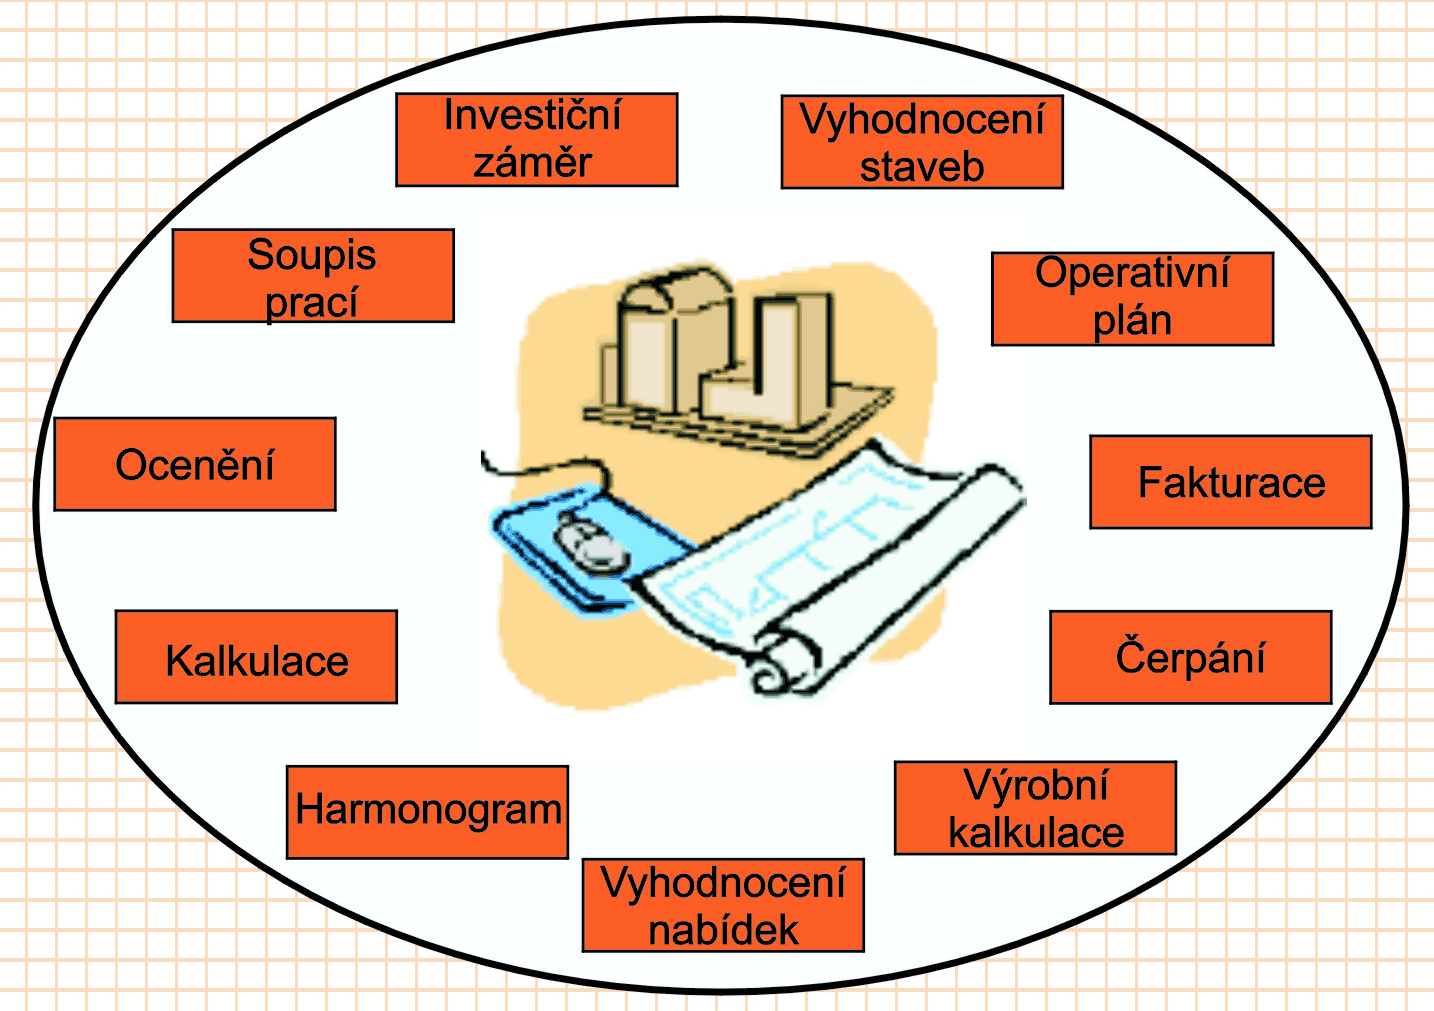 Investiční
záměr
Vyhodnocení
staveb
Soupis
prací
Operativní
plán
Ocenění
Fakturace
Kalkulace
Čerpání
Harmonogram
Výrobní
kalkulace
Vyhodnocení
nabídek